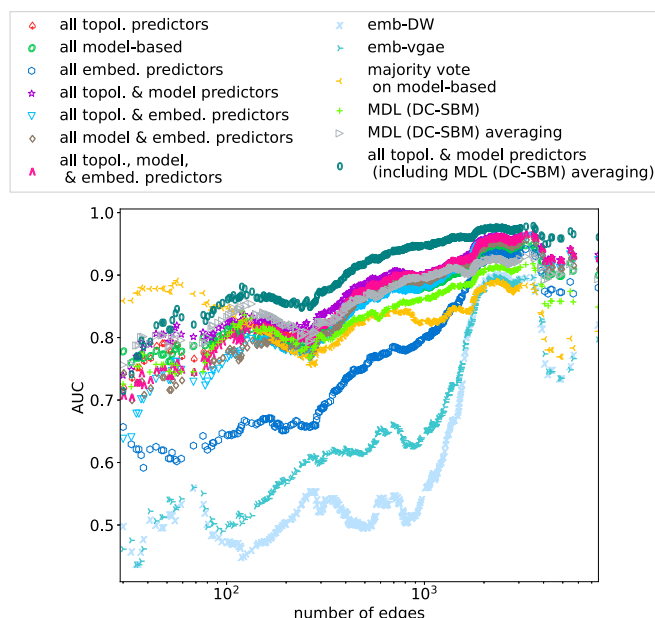 all topol. predictors
all model-based
all embed. predictors
all topol. & model predictors
all topol. & embed. predictors
all model & embed. predictors
all topol., model,
& embed. predictors
emb-DW
emb-vgae
majority vote
on model-based
MDL (DC-SBM)
MDL (DC-SBM) averaging
all topol. & model predictors
(including MDL (DC-SBM) averaging)
1.0
0.9
0.8
0.7
0.6
0.5
AUC
10²
10³
number of edges